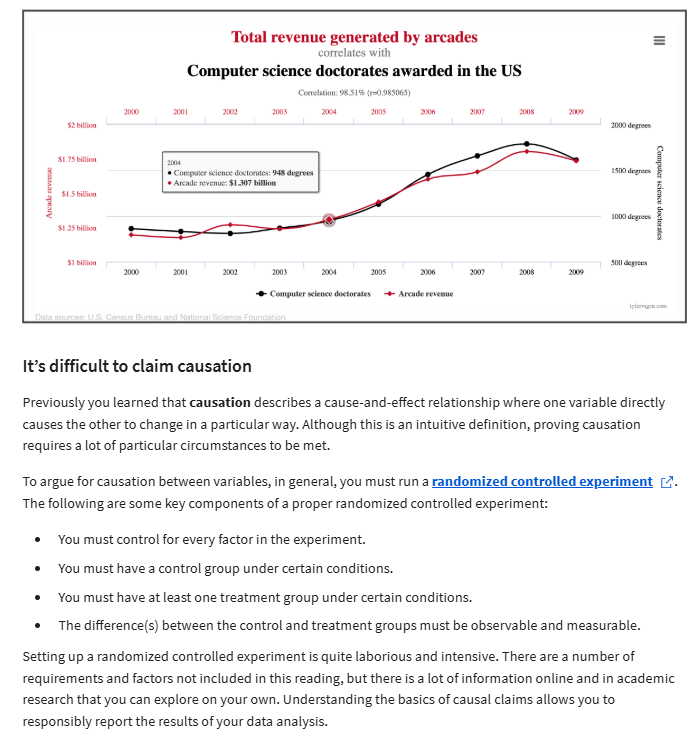 Total revenue generated by arcades
correlates with
Computer science doctorates awarded in the US
Correlation: 98.51% (r=0.985065)
2000 2001 2002 2003 2004 2005 2006 2007 2008 2009
$2 billion
$1.75 billion
$1.5 billion
$1.25 billion
$1 billion
Arcade revenue
2000 degrees
1500 degrees
1000 degrees
500 degrees
Computer science doctorates
2004
• Computer science doctorates: 948 degrees
• Arcade revenue: $1.307 billion
2000 2001 2002 2003 2004 2005 2006 2007 2008 2009
Computer science doctorates Arcade revenue
tylervigen.com
Data sources: U.S. Census Bureau and National Science Foundation
It’s difficult to claim causation
Previously you learned that causation describes a cause-and-effect relationship where one variable directly
causes the other to change in a particular way. Although this is an intuitive definition, proving causation
requires a lot of particular circumstances to be met.
To argue for causation between variables, in general, you must run a randomized controlled experiment.
The following are some key components of a proper randomized controlled experiment:
• You must control for every factor in the experiment.
• You must have a control group under certain conditions.
• You must have at least one treatment group under certain conditions.
• The difference(s) between the control and treatment groups must be observable and measurable.
Setting up a randomized controlled experiment is quite laborious and intensive. There are a number of
requirements and factors not included in this reading, but there is a lot of information online and in academic
research that you can explore on your own. Understanding the basics of causal claims allows you to
responsibly report the results of your data analysis.